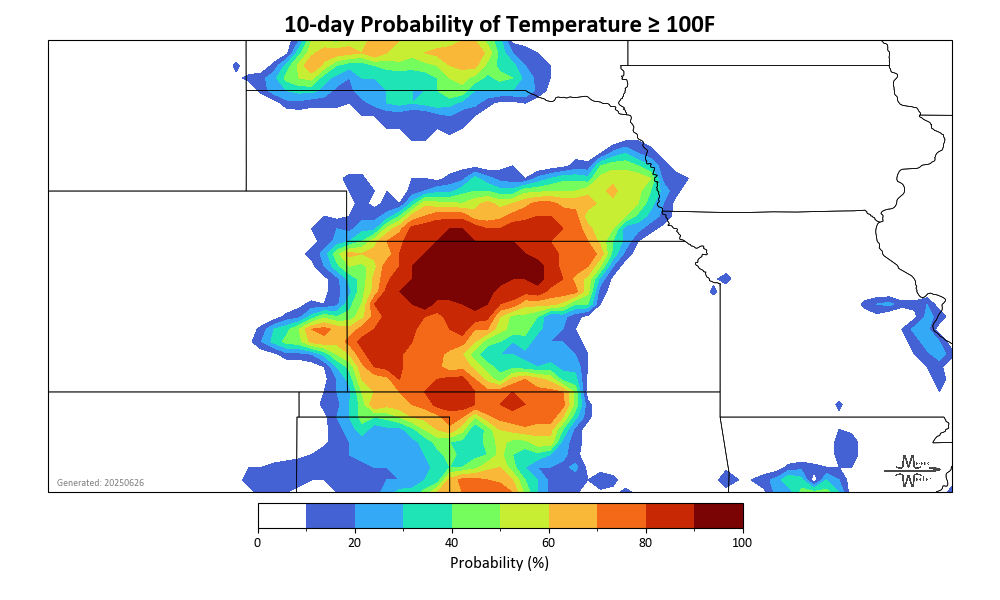 10-day Probability of Temperature ≥ 100F
Generated: 20250626
0 20 40 60 80 100
Probability (%)